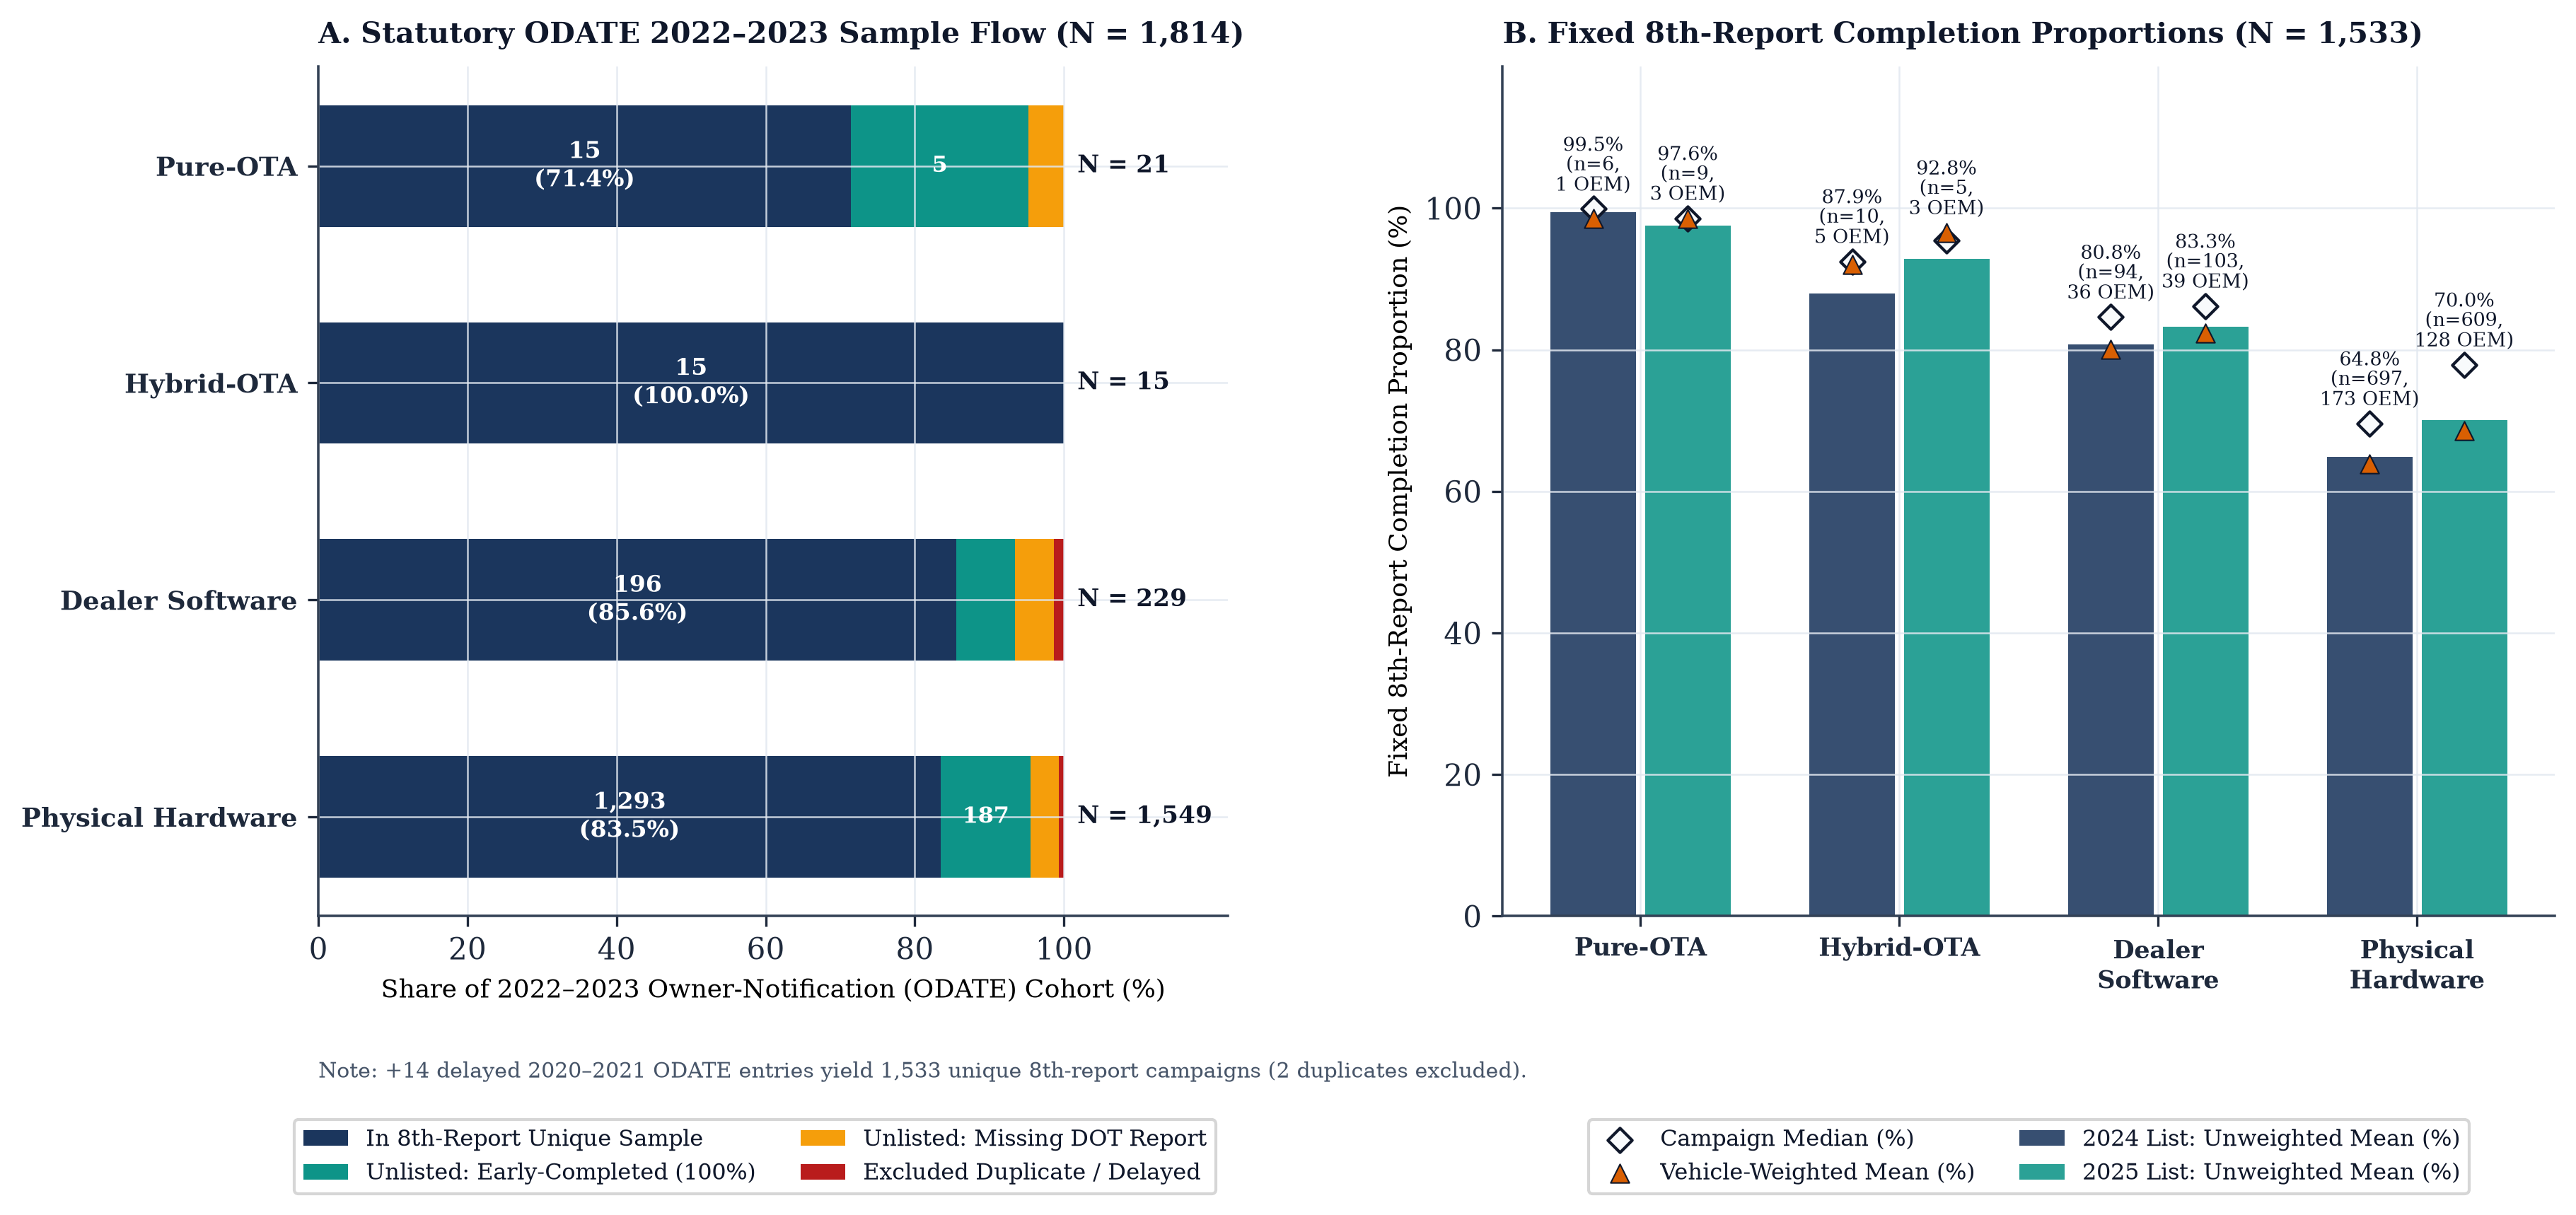 A. Statutory ODATE 2022–2023 Sample Flow (N = 1,814)
Pure-OTA
Hybrid-OTA
Dealer Software
Physical Hardware
15
(71.4%)
5
N = 21
15
(100.0%)
N = 15
196
(85.6%)
N = 229
1,293
(83.5%)
187
N = 1,549
0 20 40 60 80 100
Share of 2022–2023 Owner-Notification (ODATE) Cohort (%)
B. Fixed 8th-Report Completion Proportions (N = 1,533)
Fixed 8th-Report Completion Proportion (%)
100
80
60
40
20
0
99.5%
(n=6,
1 OEM)
97.6%
(n=9,
3 OEM)
87.9%
(n=10,
5 OEM)
92.8%
(n=5,
3 OEM)
80.8%
(n=94,
36 OEM)
83.3%
(n=103,
39 OEM)
64.8%
(n=697,
173 OEM)
70.0%
(n=609,
128 OEM)
Pure-OTA
Hybrid-OTA
Dealer
Software
Physical
Hardware
Note: +14 delayed 2020–2021 ODATE entries yield 1,533 unique 8th-report campaigns (2 duplicates excluded).
In 8th-Report Unique Sample
Unlisted: Early-Completed (100%)
Unlisted: Missing DOT Report
Excluded Duplicate / Delayed
Campaign Median (%)
Vehicle-Weighted Mean (%)
2024 List: Unweighted Mean (%)
2025 List: Unweighted Mean (%)